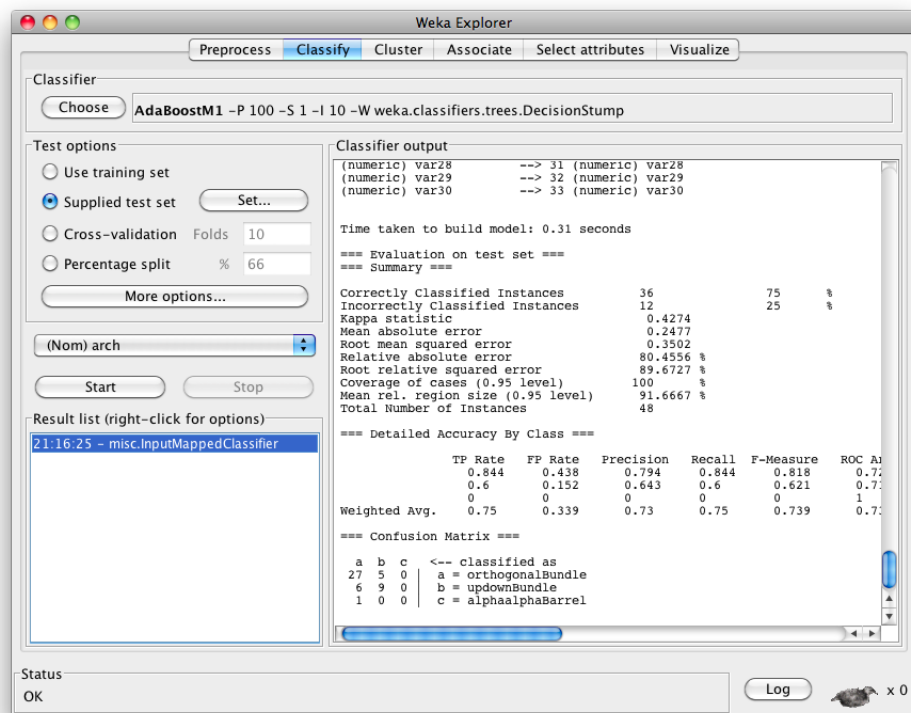 Weka Explorer
Preprocess Classify Cluster Associate Select attributes Visualize
Classifier
Choose AdaBoostM1 -P 100 -S 1 -I 10 -W weka.classifiers.trees.DecisionStump
Test options
Use training set
Supplied test set Set...
Cross-validation Folds 10
Percentage split % 66
More options...
(Nom) arch
Start Stop
Result list (right-click for options)
21:16:25 - misc.InputMappedClassifier
Classifier output
(numeric) var28 --> 31 (numeric) var28
(numeric) var29 --> 32 (numeric) var29
(numeric) var30 --> 33 (numeric) var30
Time taken to build model: 0.31 seconds
=== Evaluation on test set ===
=== Summary ===
Correctly Classified Instances 36 75 %
Incorrectly Classified Instances 12 25 %
Kappa statistic 0.4274
Mean absolute error 0.2477
Root mean squared error 0.3502
Relative absolute error 80.4556 %
Root relative squared error 89.6727 %
Coverage of cases (0.95 level) 100 %
Mean rel. region size (0.95 level) 91.6667 %
Total Number of Instances 48
=== Detailed Accuracy By Class ===
TP Rate FP Rate Precision Recall F-Measure ROC
0.844 0.438 0.794 0.844 0.818
0.6 0.152 0.643 0.6 0.621
0 0 0 0 0 1
Weighted Avg. 0.75 0.339 0.73 0.75 0.739
=== Confusion Matrix ===
a b c <-- classified as
27 5 0 | a = orthogonalBundle
6 9 0 | b = updownBundle
1 0 0 | c = alphaalphaBarrel
Status
OK
Log
x 0